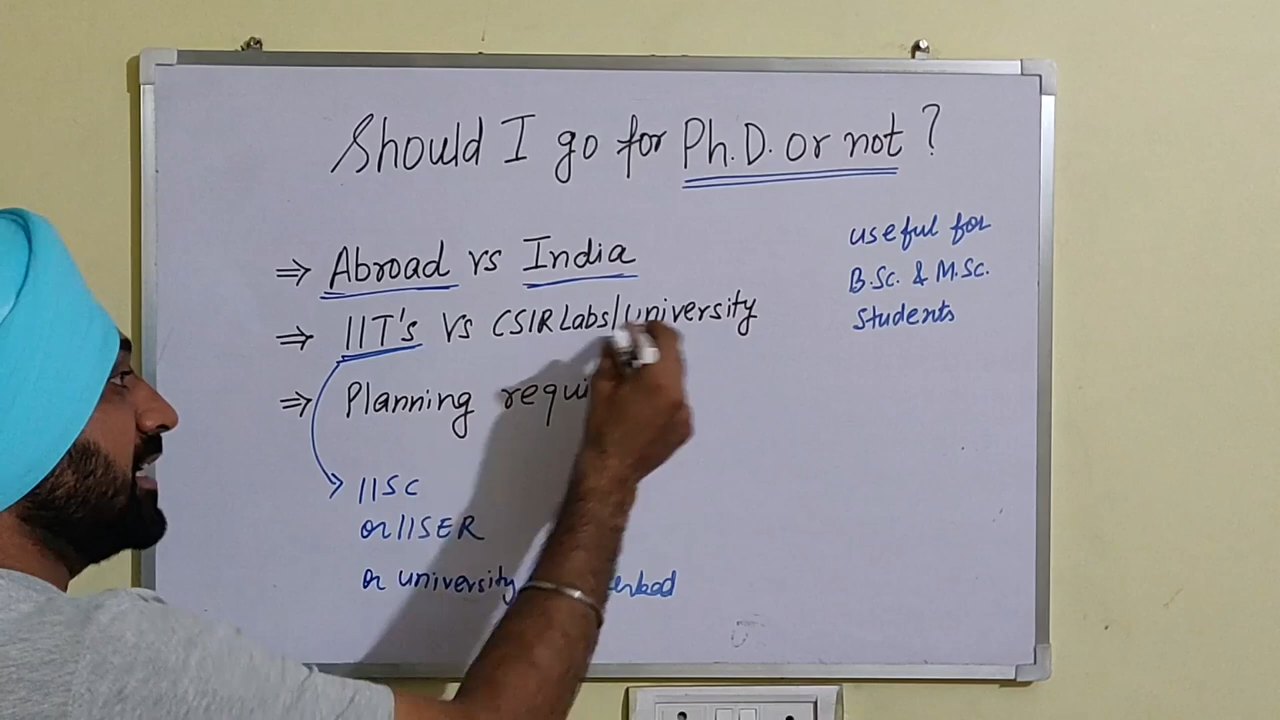 Should I go for Ph.D. or not?
⇒ Abroad vs India
⇒ IIT's Vs CSIR Labs/University
⇒ Planning
IISC
or IISER
or University
useful for
B.Sc. & M.Sc.
Students